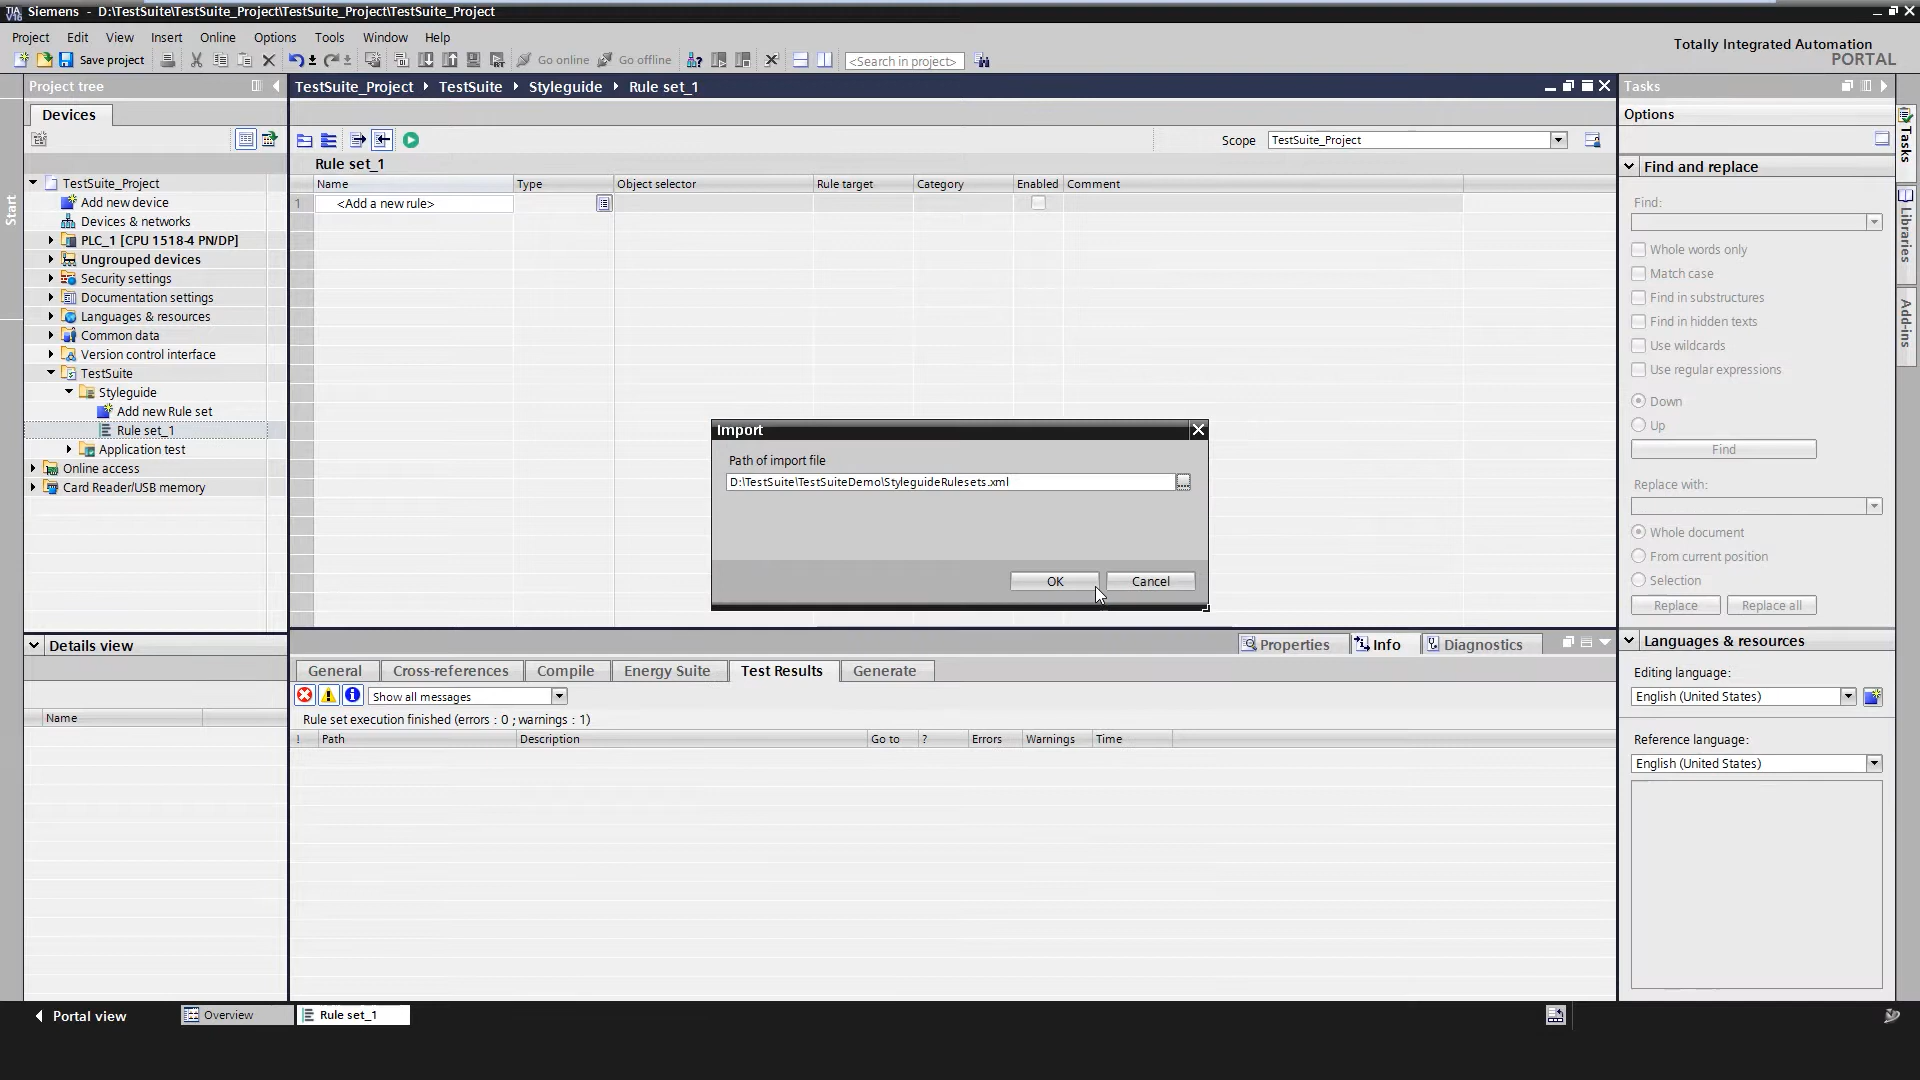 TIA
V16
Siemens - D:\TestSuite\TestSuite_Project\TestSuite_Project\TestSuite_Project
Project Edit View Insert Online Options Tools Window Help
Totally Integrated Automation
PORTAL
Save project
Go online
Go offline
<Search in project>
Project tree
Devices
Start
TestSuite_Project
Add new device
Devices & networks
PLC_1 [CPU 1518-4 PN/DP]
Ungrouped devices
Security settings
Documentation settings
Languages & resources
Common data
Version control interface
TestSuite
Styleguide
Add new Rule set
Rule set_1
Application test
Online access
Card Reader/USB memory
Details view
Name
TestSuite_Project TestSuite Styleguide Rule set_1
Scope TestSuite_Project
Rule set_1
Name Type Object selector Rule target Category Enabled Comment
1 <Add a new rule>
Import
Path of import file
D:\TestSuite\TestSuiteDemo\StyleguideRulesets.xml
...
OK Cancel
Properties Info Diagnostics
General Cross-references Compile Energy Suite Test Results Generate
Show all messages
Rule set execution finished (errors : 0 ; warnings : 1)
! Path Description Go to ? Errors Warnings Time
Tasks
Options
Find and replace
Find:
Whole words only
Match case
Find in substructures
Find in hidden texts
Use wildcards
Use regular expressions
Down
Up
Find
Replace with:
Whole document
From current position
Selection
Replace Replace all
Languages & resources
Editing language:
English (United States)
Reference language:
English (United States)
Tasks
Libraries
Add-ins
Portal view Overview Rule set_1